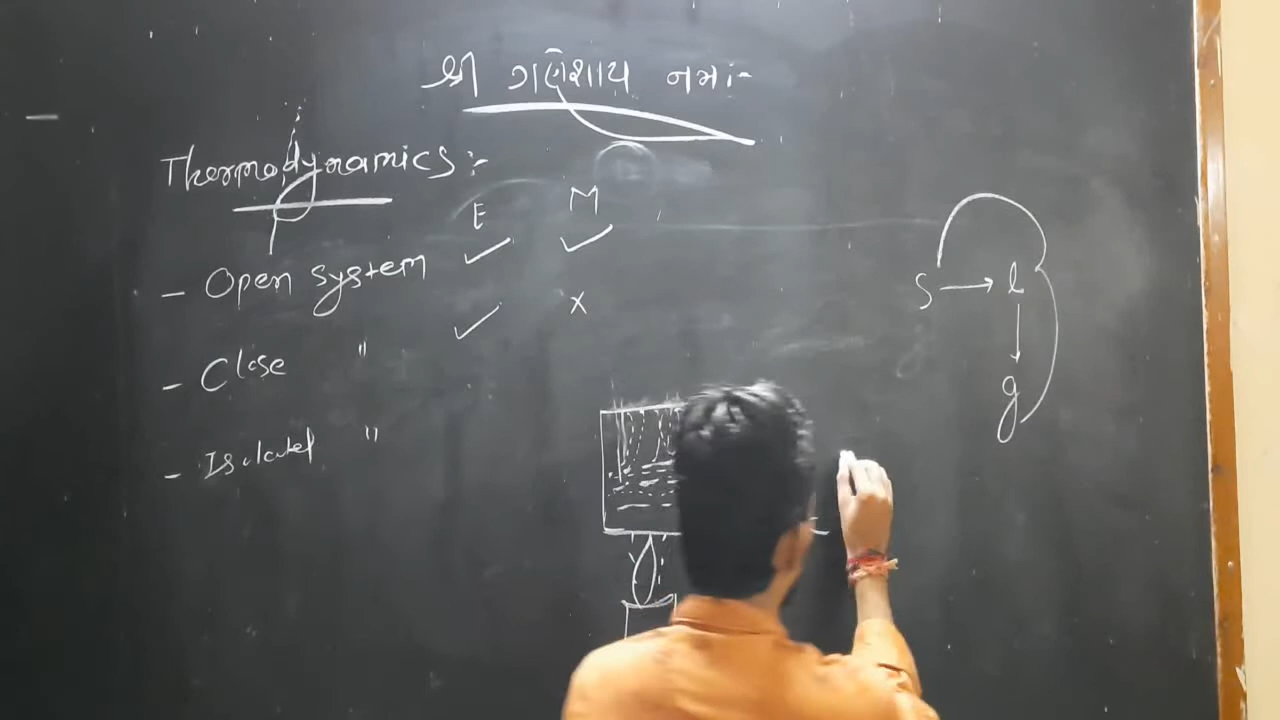 શ્રી ગણેશાય નમઃ-
Thermodynamics :-
E M
- Open system ✓ ✓
- Close " ✓ x
- Isolated "
S → l
↓
g